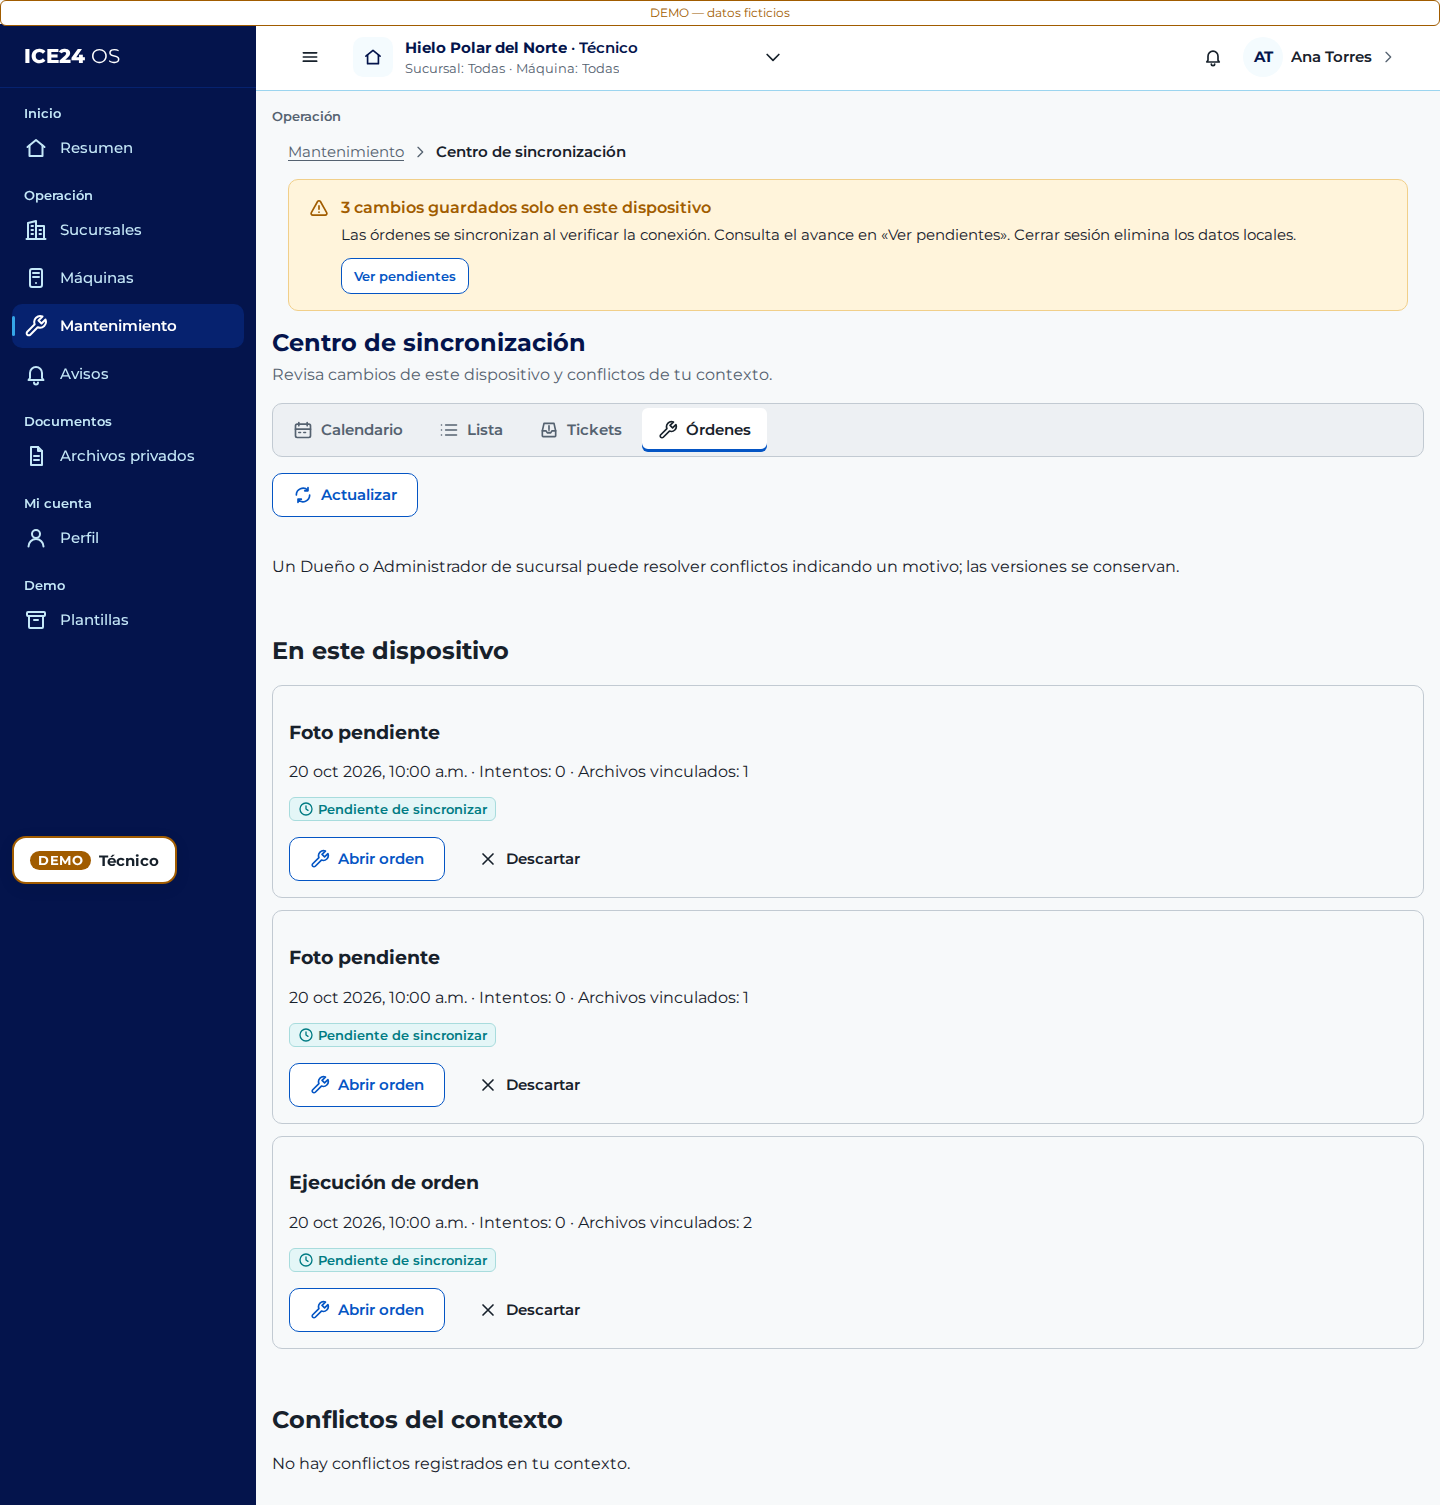 DEMO — datos ficticios
ICE24 OS
Inicio
Resumen
Operación
Sucursales
Máquinas
Mantenimiento
Avisos
Documentos
Archivos privados
Mi cuenta
Perfil
Demo
Plantillas
DEMO Técnico
Hielo Polar del Norte · Técnico
Sucursal: Todas · Máquina: Todas
AT Ana Torres
Operación
Mantenimiento
Centro de sincronización
3 cambios guardados solo en este dispositivo
Las órdenes se sincronizan al verificar la conexión. Consulta el avance en «Ver pendientes». Cerrar sesión elimina los datos locales.
Ver pendientes
Centro de sincronización
Revisa cambios de este dispositivo y conflictos de tu contexto.
Calendario
Lista
Tickets
Órdenes
Actualizar
Un Dueño o Administrador de sucursal puede resolver conflictos indicando un motivo; las versiones se conservan.
En este dispositivo
Foto pendiente
20 oct 2026, 10:00 a.m. · Intentos: 0 · Archivos vinculados: 1
Pendiente de sincronizar
Abrir orden
Descartar
Foto pendiente
20 oct 2026, 10:00 a.m. · Intentos: 0 · Archivos vinculados: 1
Pendiente de sincronizar
Abrir orden
Descartar
Ejecución de orden
20 oct 2026, 10:00 a.m. · Intentos: 0 · Archivos vinculados: 2
Pendiente de sincronizar
Abrir orden
Descartar
Conflictos del contexto
No hay conflictos registrados en tu contexto.